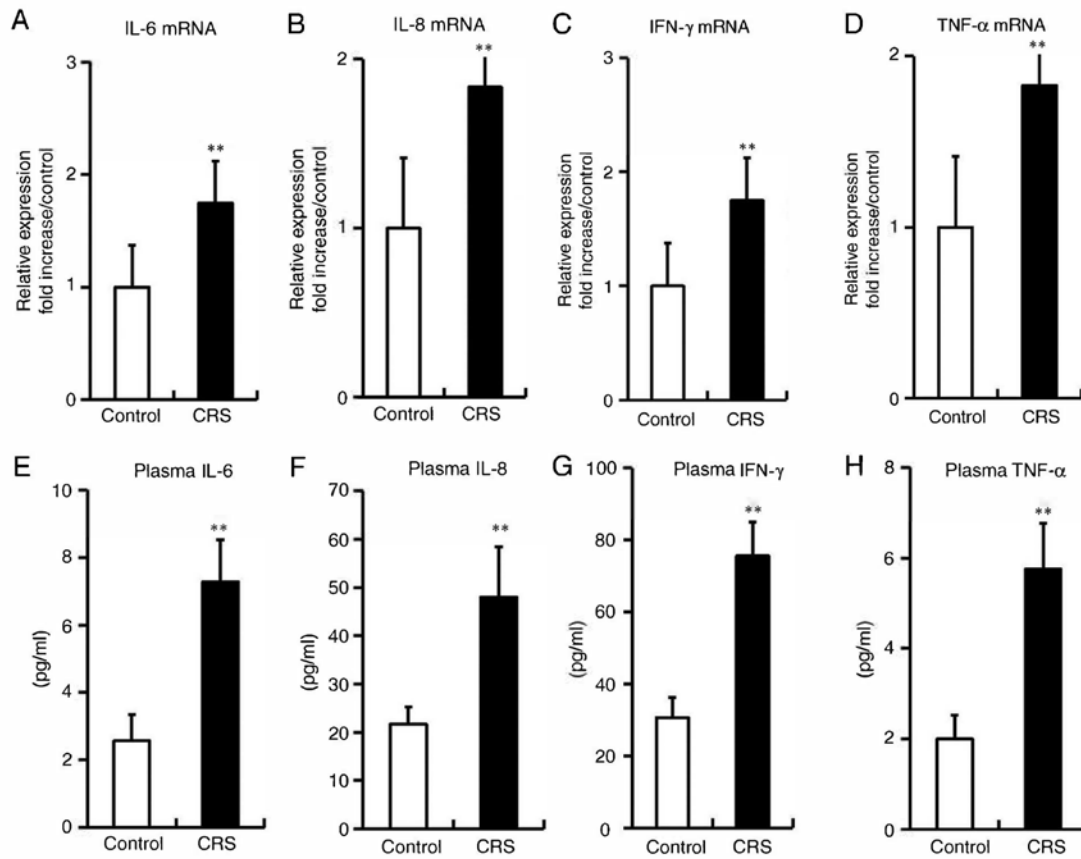 A
IL-6 mRNA
3
2
1
0
Relative expression
fold increase/control
**
Control
CRS
B
IL-8 mRNA
2
1
0
Relative expression
fold increase/control
**
Control
CRS
C
IFN-γ mRNA
3
2
1
0
Relative expression
fold increase/control
**
Control
CRS
D
TNF-α mRNA
2
1
0
Relative expression
fold increase/control
**
Control
CRS
E
Plasma IL-6
10
8
6
4
2
0
(pg/ml)
**
Control
CRS
F
Plasma IL-8
70
60
50
40
30
20
10
0
(pg/ml)
**
Control
CRS
G
Plasma IFN-γ
100
80
60
40
30
0
(pg/ml)
**
Control
CRS
H
Plasma TNF-α
8
6
4
2
0
(pg/ml)
**
Control
CRS